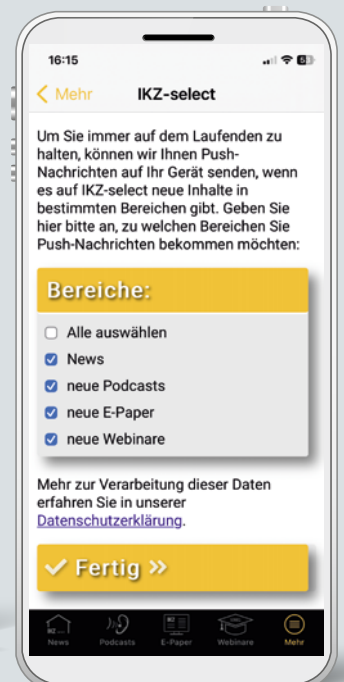 16:15
Mehr
IKZ-select
Um Sie immer auf dem Laufenden zu
halten, können wir Ihnen Push-
Nachrichten auf Ihr Gerät senden, wenn
es auf IKZ-select neue Inhalte in
bestimmten Bereichen gibt. Geben Sie
hier bitte an, zu welchen Bereichen Sie
Push-Nachrichten bekommen möchten:
Bereiche:
Alle auswählen
News
neue Podcasts
neue E-Paper
neue Webinare
Mehr zur Verarbeitung dieser Daten
erfahren Sie in unserer
Datenschutzerklärung.
Fertig
News Podcasts E-Paper Webinare Mehr